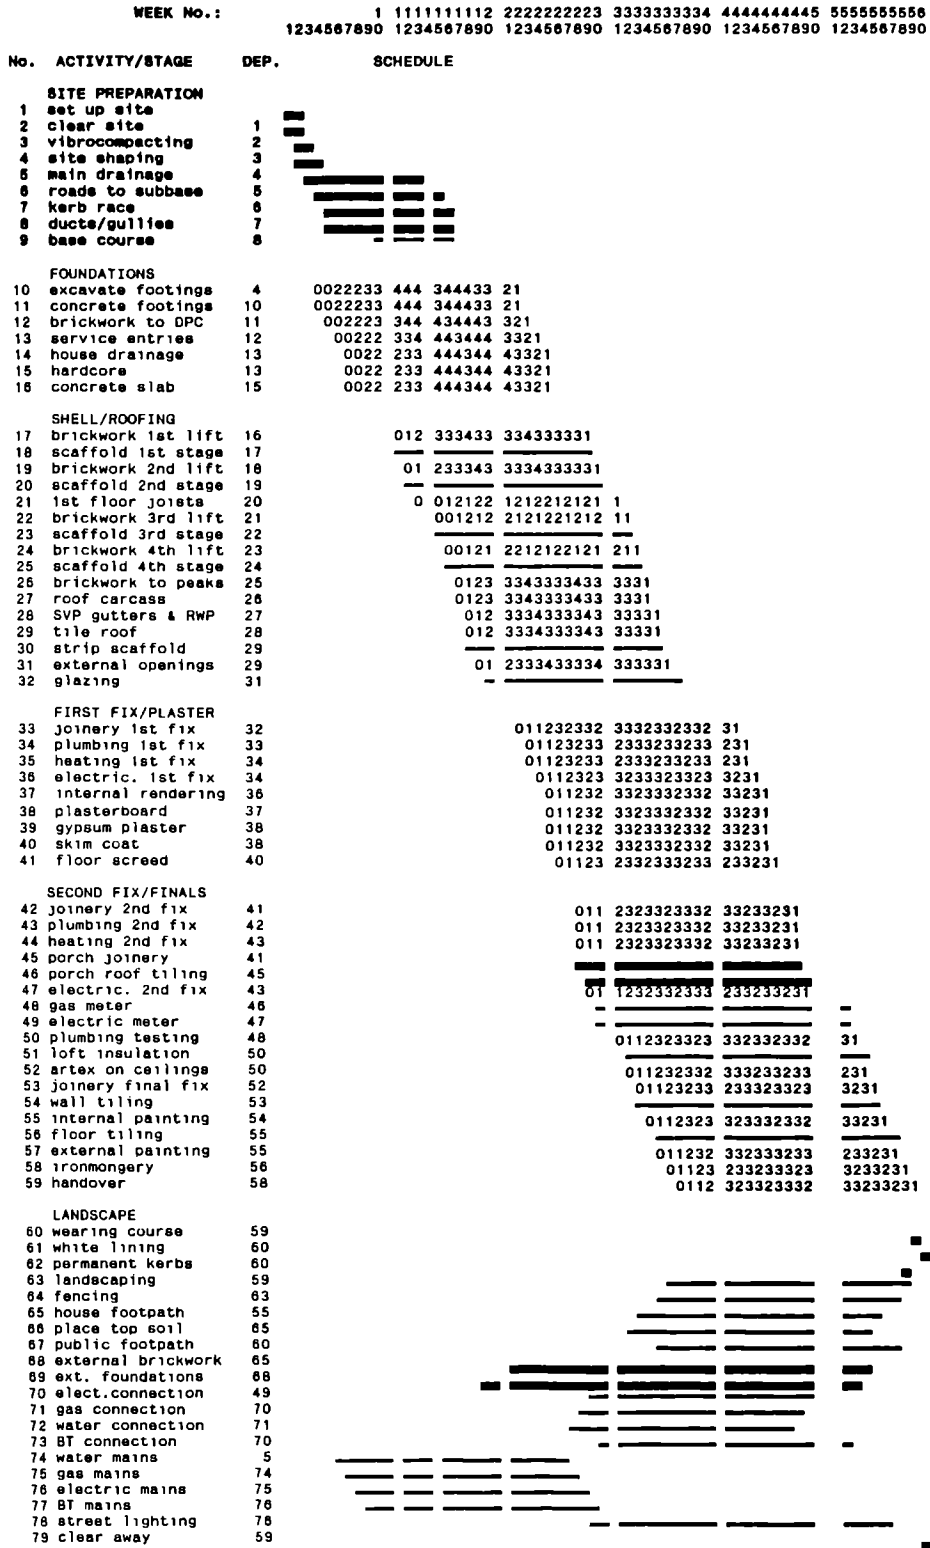 WEEK No.: 1 1111111112 2222222223 3333333334 4444444445 5555555556
1234567890 1234567890 1234567890 1234567890 1234567890 1234567890
No. ACTIVITY/STAGE DEP. SCHEDULE
SITE PREPARATION
1 set up site
2 clear site 1
3 vibrocompacting 2
4 site shaping 3
5 main drainage 4
6 roads to subbase 5
7 kerb race 6
8 ducts/gullies 7
9 base course 8
FOUNDATIONS
10 excavate footings 4 0022233 444 344433 21
11 concrete footings 10 0022233 444 344433 21
12 brickwork to DPC 11 002223 344 434443 321
13 service entries 12 00222 334 443444 3321
14 house drainage 13 0022 233 444344 43321
15 hardcore 13 0022 233 444344 43321
16 concrete slab 15 0022 233 444344 43321
SHELL/ROOFING
17 brickwork 1st lift 16 012 333433 334333331
18 scaffold 1st stage 17
19 brickwork 2nd lift 18 01 233343 3334333331
20 scaffold 2nd stage 19
21 1st floor joists 20 0 012122 1212212121 1
22 brickwork 3rd lift 21 001212 2121221212 11
23 scaffold 3rd stage 22
24 brickwork 4th lift 23 00121 2212122121 211
25 scaffold 4th stage 24
26 brickwork to peaks 25 0123 3343333433 3331
27 roof carcass 26 0123 3343333433 3331
28 SVP gutters & RWP 27 012 3334333343 33331
29 tile roof 28 012 3334333343 33331
30 strip scaffold 29
31 external openings 29 01 2333433334 333331
32 glazing 31
FIRST FIX/PLASTER
33 joinery 1st fix 32 011232332 3332332332 31
34 plumbing 1st fix 33 01123233 2333233233 231
35 heating 1st fix 34 01123233 2333233233 231
36 electric. 1st fix 34 0112323 3233323323 3231
37 internal rendering 36 011232 3323332332 33231
38 plasterboard 37 011232 3323332332 33231
39 gypsum plaster 38 011232 3323332332 33231
40 skim coat 38 011232 3323332332 33231
41 floor screed 40 01123 2332333233 233231
SECOND FIX/FINALS
42 joinery 2nd fix 41 011 2323323332 33233231
43 plumbing 2nd fix 42 011 2323323332 33233231
44 heating 2nd fix 43 011 2323323332 33233231
45 porch joinery 41
46 porch roof tiling 45
47 electric. 2nd fix 43 01 1232332333 233233231
48 gas meter 46
49 electric meter 47
50 plumbing testing 48 0112323323 332332332 31
51 loft insulation 50
52 artex on ceilings 50 011232332 333233233 231
53 joinery final fix 52 01123233 233323323 3231
54 wall tiling 53
55 internal painting 54 0112323 323332332 33231
56 floor tiling 55
57 external painting 55 011232 332333233 233231
58 ironmongery 56 01123 233233323 3233231
59 handover 58 0112 323323332 33233231
LANDSCAPE
60 wearing course 59
61 white lining 60
62 permanent kerbs 60
63 landscaping 59
64 fencing 63
65 house footpath 55
66 place top soil 65
67 public footpath 60
68 external brickwork 65
69 ext. foundations 68
70 elect.connection 49
71 gas connection 70
72 water connection 71
73 BT connection 70
74 water mains 5
75 gas mains 74
76 electric mains 75
77 BT mains 76
78 street lighting 76
79 clear away 59